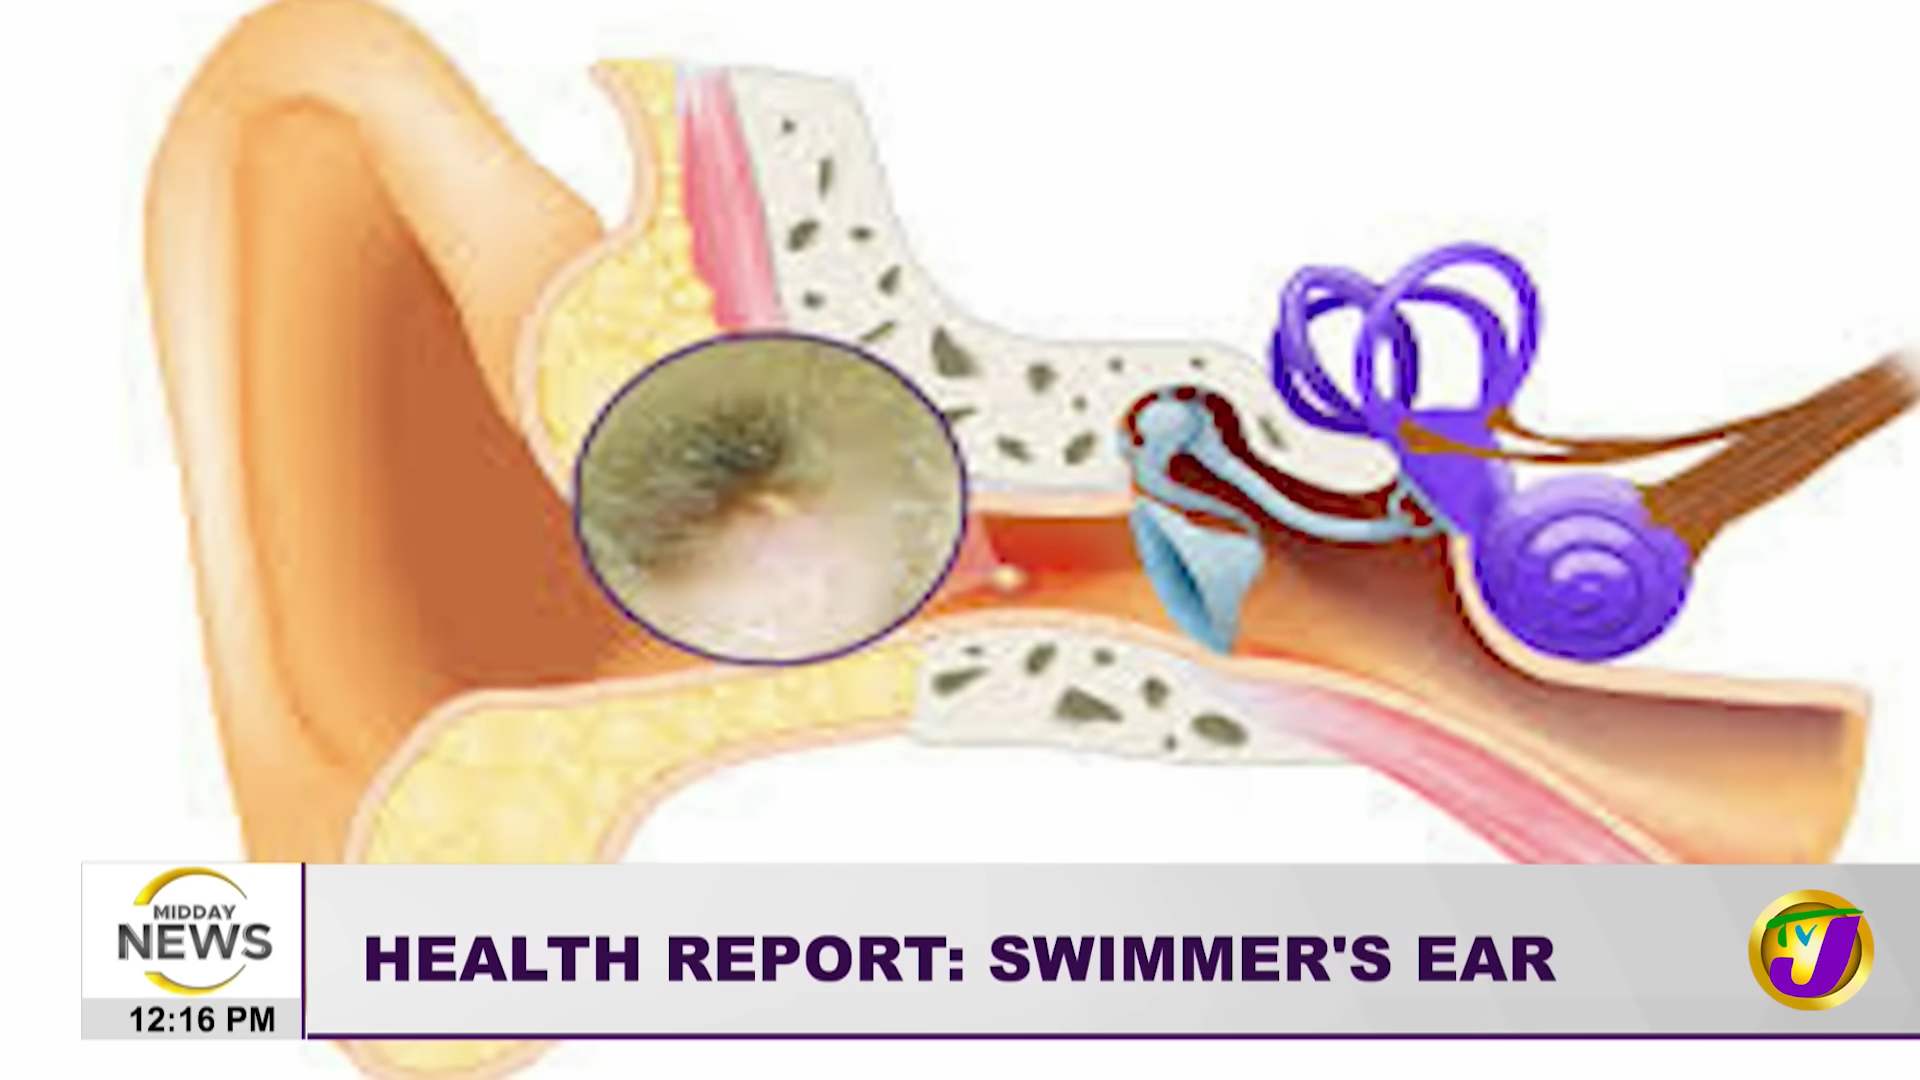 MIDDAY
NEWS
12:16 PM
HEALTH REPORT: SWIMMER'S EAR
TVJ